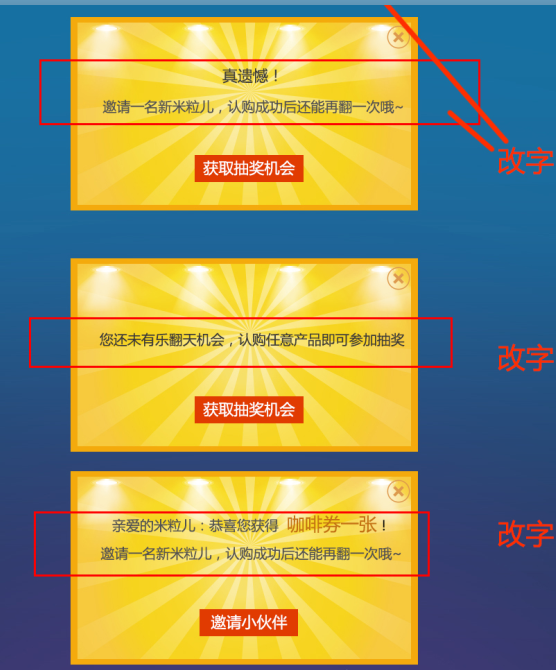 真遗憾！
邀请一名新米粒儿，认购成功后还能再翻一次哦~
改字
获取抽奖机会
您还未有乐翻天机会，认购任意产品即可参加抽奖
改字
获取抽奖机会
亲爱的米粒儿：恭喜您获得 咖啡券一张！
改字
邀请一名新米粒儿，认购成功后还能再翻一次哦~
邀请小伙伴